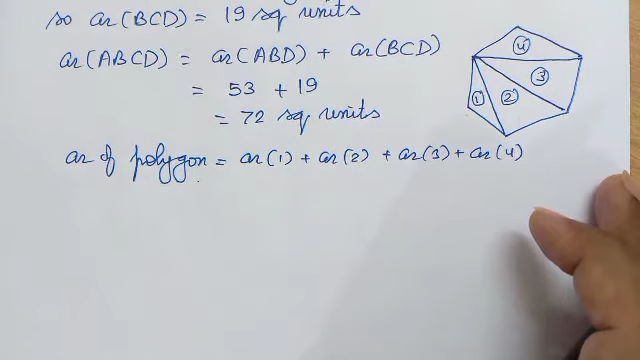 so ar(BCD) = 19 sq units
ar(ABCD) = ar(ABD) + ar(BCD)
= 53 + 19
= 72 sq units
ar of polygon = ar(1) + ar(2) + ar(3) + ar(4)
4
3
1 2